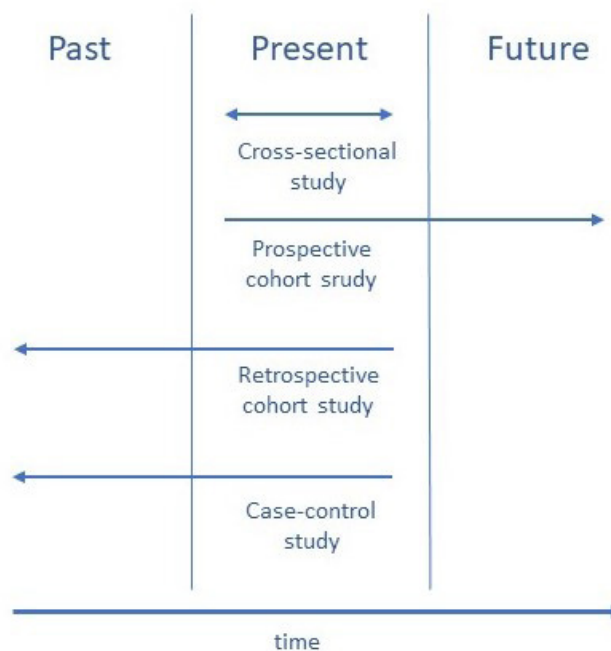 Past Present Future
Cross-sectional
study
Prospective
cohort srudy
Retrospective
cohort study
Case-control
study
time